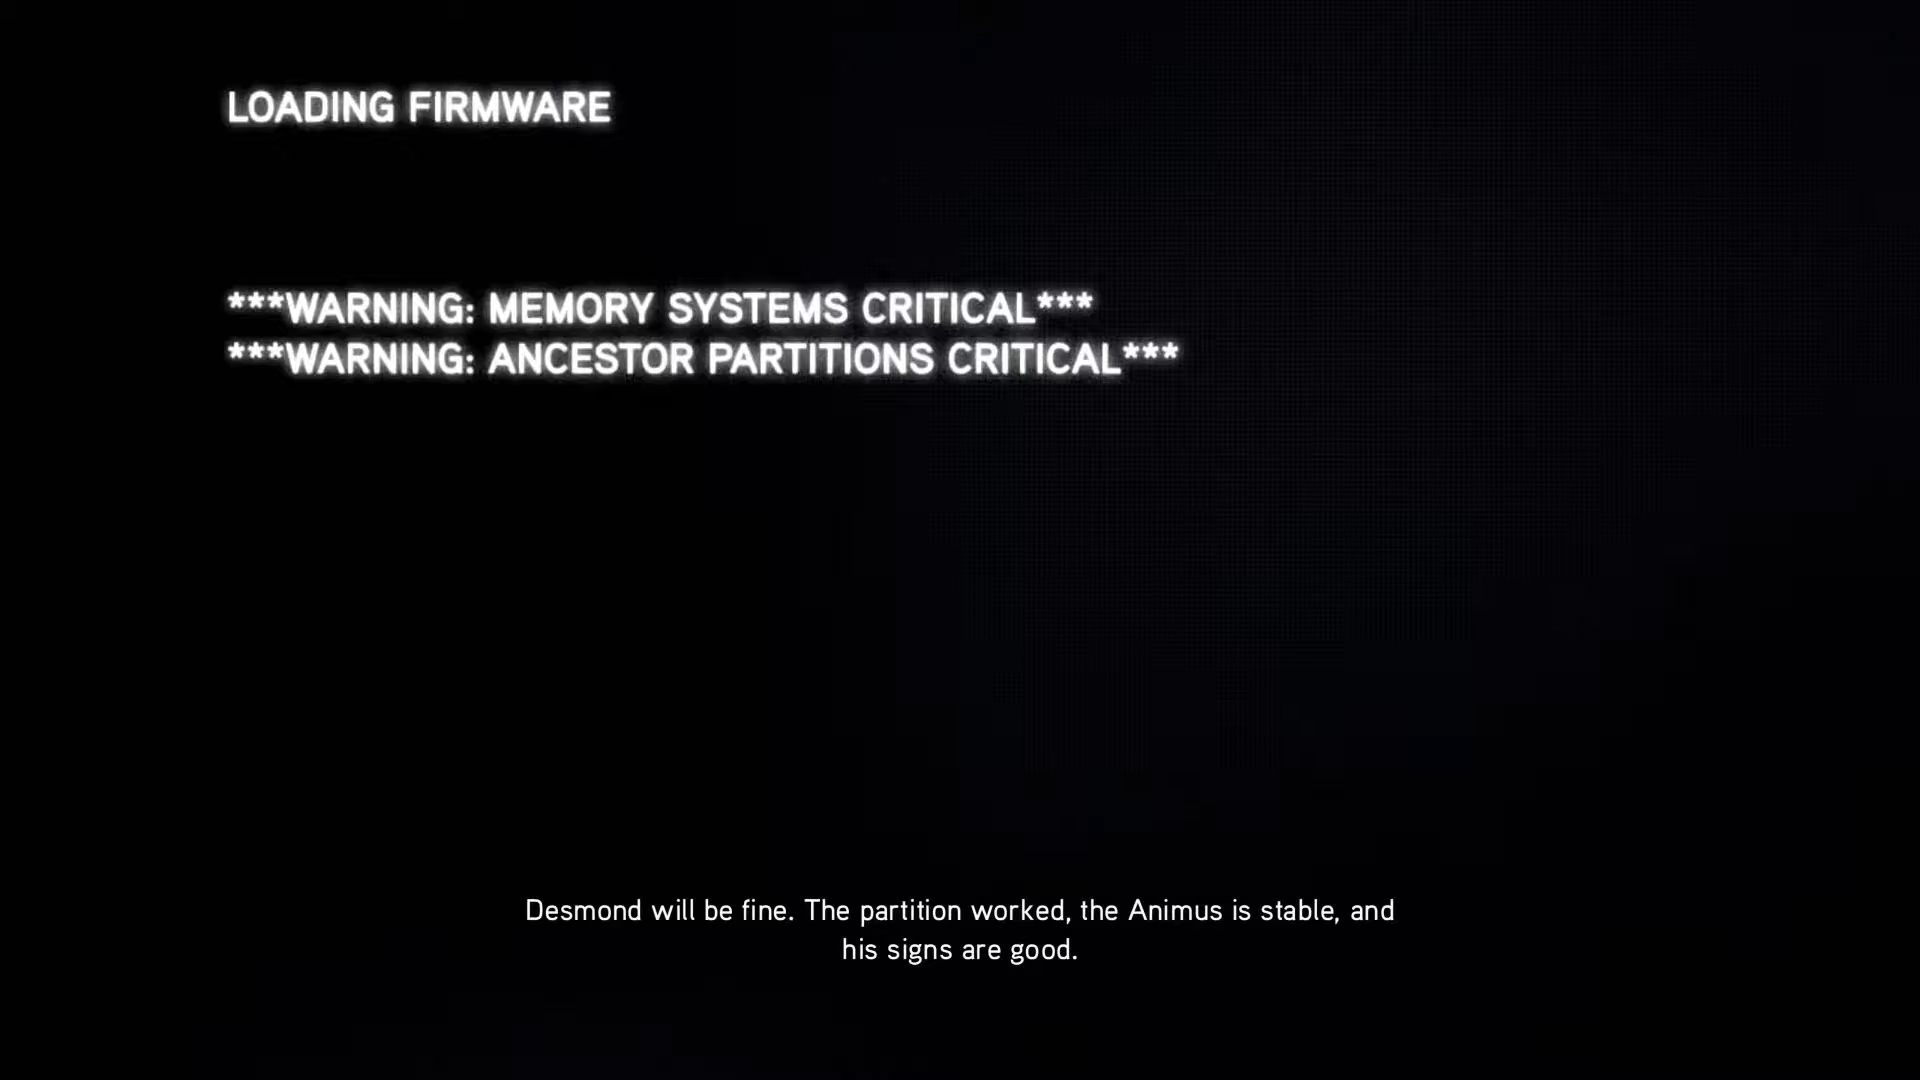 LOADING FIRMWARE
***WARNING: MEMORY SYSTEMS CRITICAL***
***WARNING: ANCESTOR PARTITIONS CRITICAL***
Desmond will be fine. The partition worked, the Animus is stable, and
his signs are good.